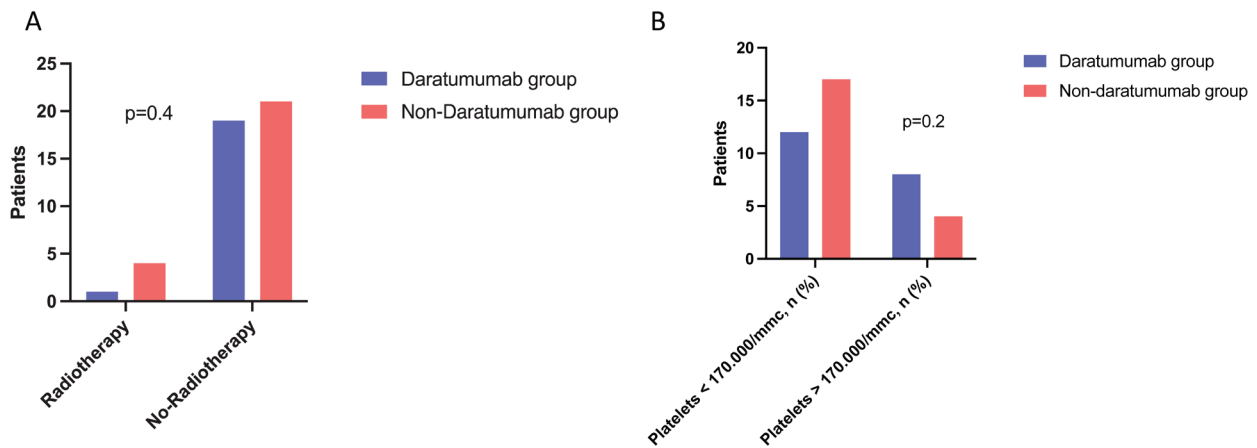 A
25
20
15
10
5
0
Patients
p=0.4
Radiotherapy
No-Radiotherapy
Daratumumab group
Non-Daratumumab group
B
20
15
10
5
0
Patients
p=0.2
Platelets < 170.000/mmc, n (%)
Platelets > 170.000/mmc, n (%)
Daratumumab group
Non-daratumumab group